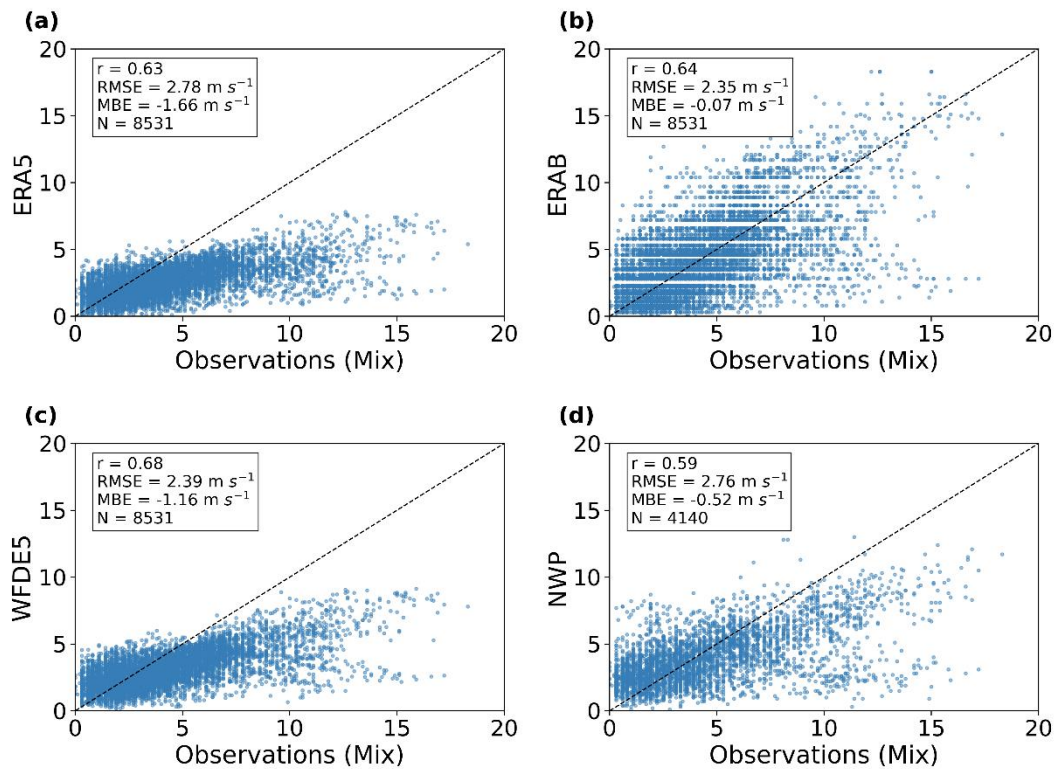 (a)
20
15
10
5
0
ERA5
r = 0.63
RMSE = 2.78 m s⁻¹
MBE = -1.66 m s⁻¹
N = 8531
0 5 10 15 20
Observations (Mix)
(b)
20
15
10
5
0
ERAB
r = 0.64
RMSE = 2.35 m s⁻¹
MBE = -0.07 m s⁻¹
N = 8531
0 5 10 15 20
Observations (Mix)
(c)
20
15
10
5
0
WFDE5
r = 0.68
RMSE = 2.39 m s⁻¹
MBE = -1.16 m s⁻¹
N = 8531
0 5 10 15 20
Observations (Mix)
(d)
20
15
10
5
0
NWP
r = 0.59
RMSE = 2.76 m s⁻¹
MBE = -0.52 m s⁻¹
N = 4140
0 5 10 15 20
Observations (Mix)